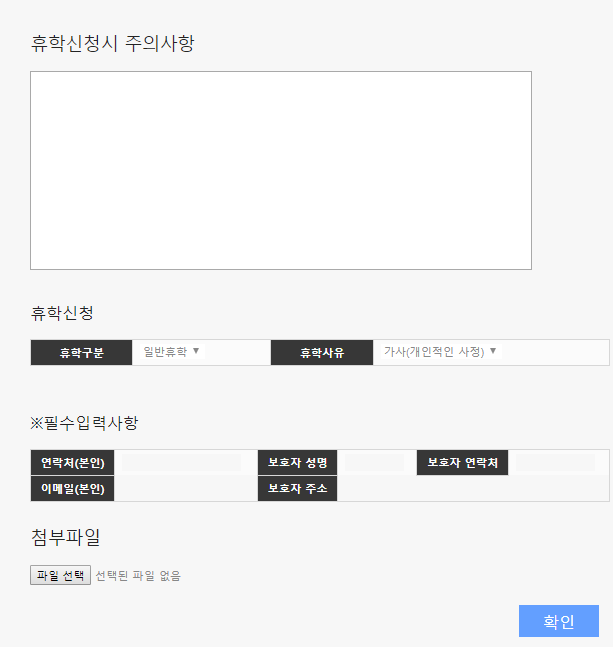 휴학신청시 주의사항
휴학신청
휴학구분 일반휴학 ▼ 휴학사유 가사(개인적인 사정) ▼
※필수입력사항
연락처(본인) 보호자 성명 보호자 연락처
이메일(본인) 보호자 주소
첨부파일
파일 선택 선택된 파일 없음
확인